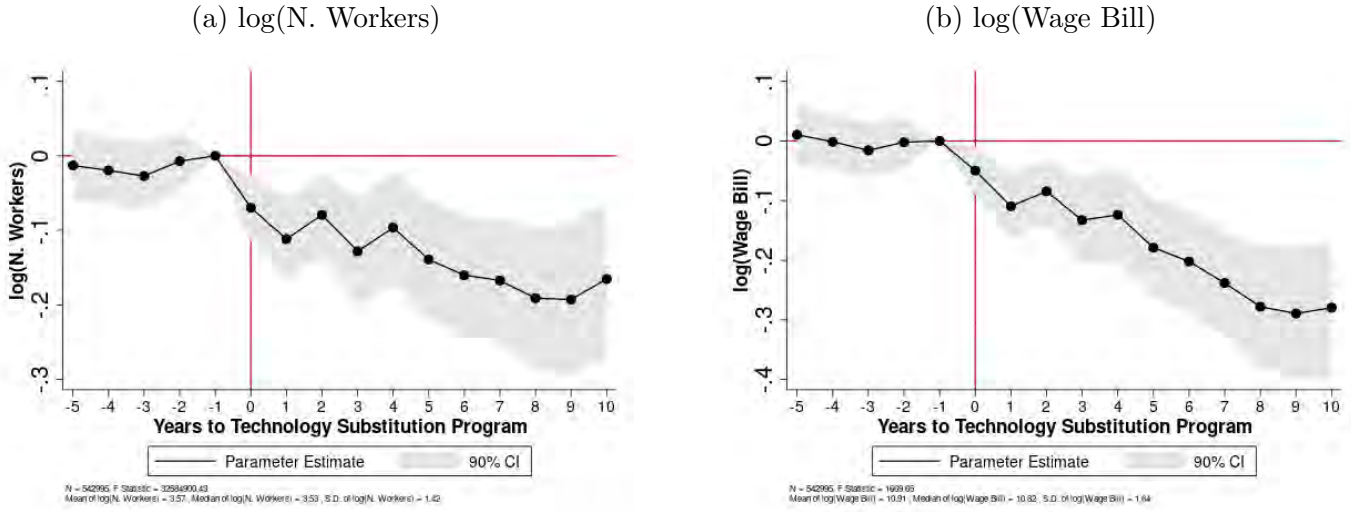 (a) log(N. Workers)
.1
0
-.1
-.2
-.3
log(N. Workers)
-5 -4 -3 -2 -1 0 1 2 3 4 5 6 7 8 9 10
Years to Technology Substitution Program
Parameter Estimate 90% CI
N = 542995, F Statistic = 32684900.43
Mean of log(N. Workers) = 3.57 , Median of log(N. Workers) = 3.53 , S.D. of log(N. Workers) = 1.42
(b) log(Wage Bill)
.1
0
-.1
-.2
-.3
-.4
log(Wage Bill)
-5 -4 -3 -2 -1 0 1 2 3 4 5 6 7 8 9 10
Years to Technology Substitution Program
Parameter Estimate 90% CI
N = 542995, F Statistic = 1669.65
Mean of log(Wage Bill) = 10.91 , Median of log(Wage Bill) = 10.82 , S.D. of log(Wage Bill) = 1.64